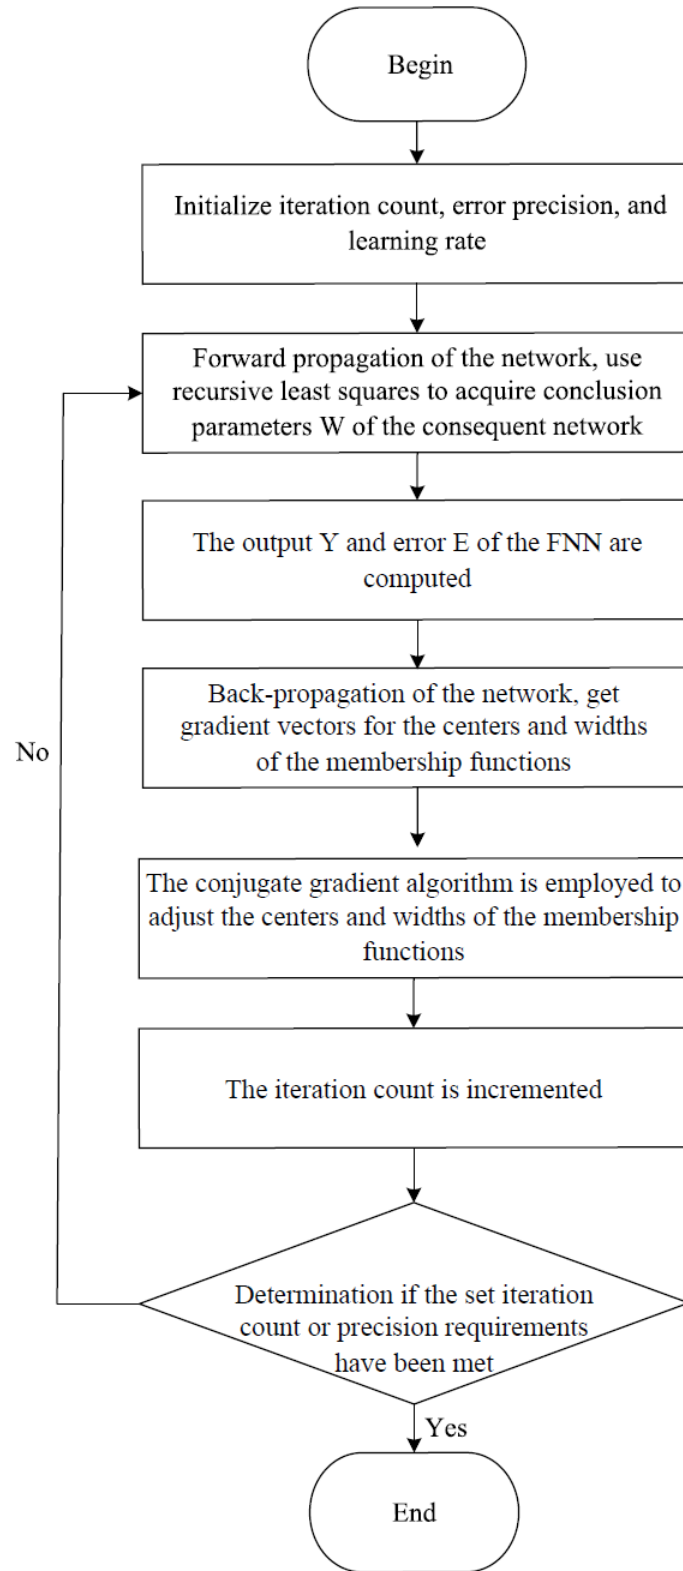 Begin
Initialize iteration count, error precision, and
learning rate
Forward propagation of the network, use
recursive least squares to acquire conclusion
parameters W of the consequent network
The output Y and error E of the FNN are
computed
Back-propagation of the network, get
gradient vectors for the centers and widths
of the membership functions
No
The conjugate gradient algorithm is employed to
adjust the centers and widths of the membership
functions
The iteration count is incremented
Determination if the set iteration
count or precision requirements
have been met
Yes
End